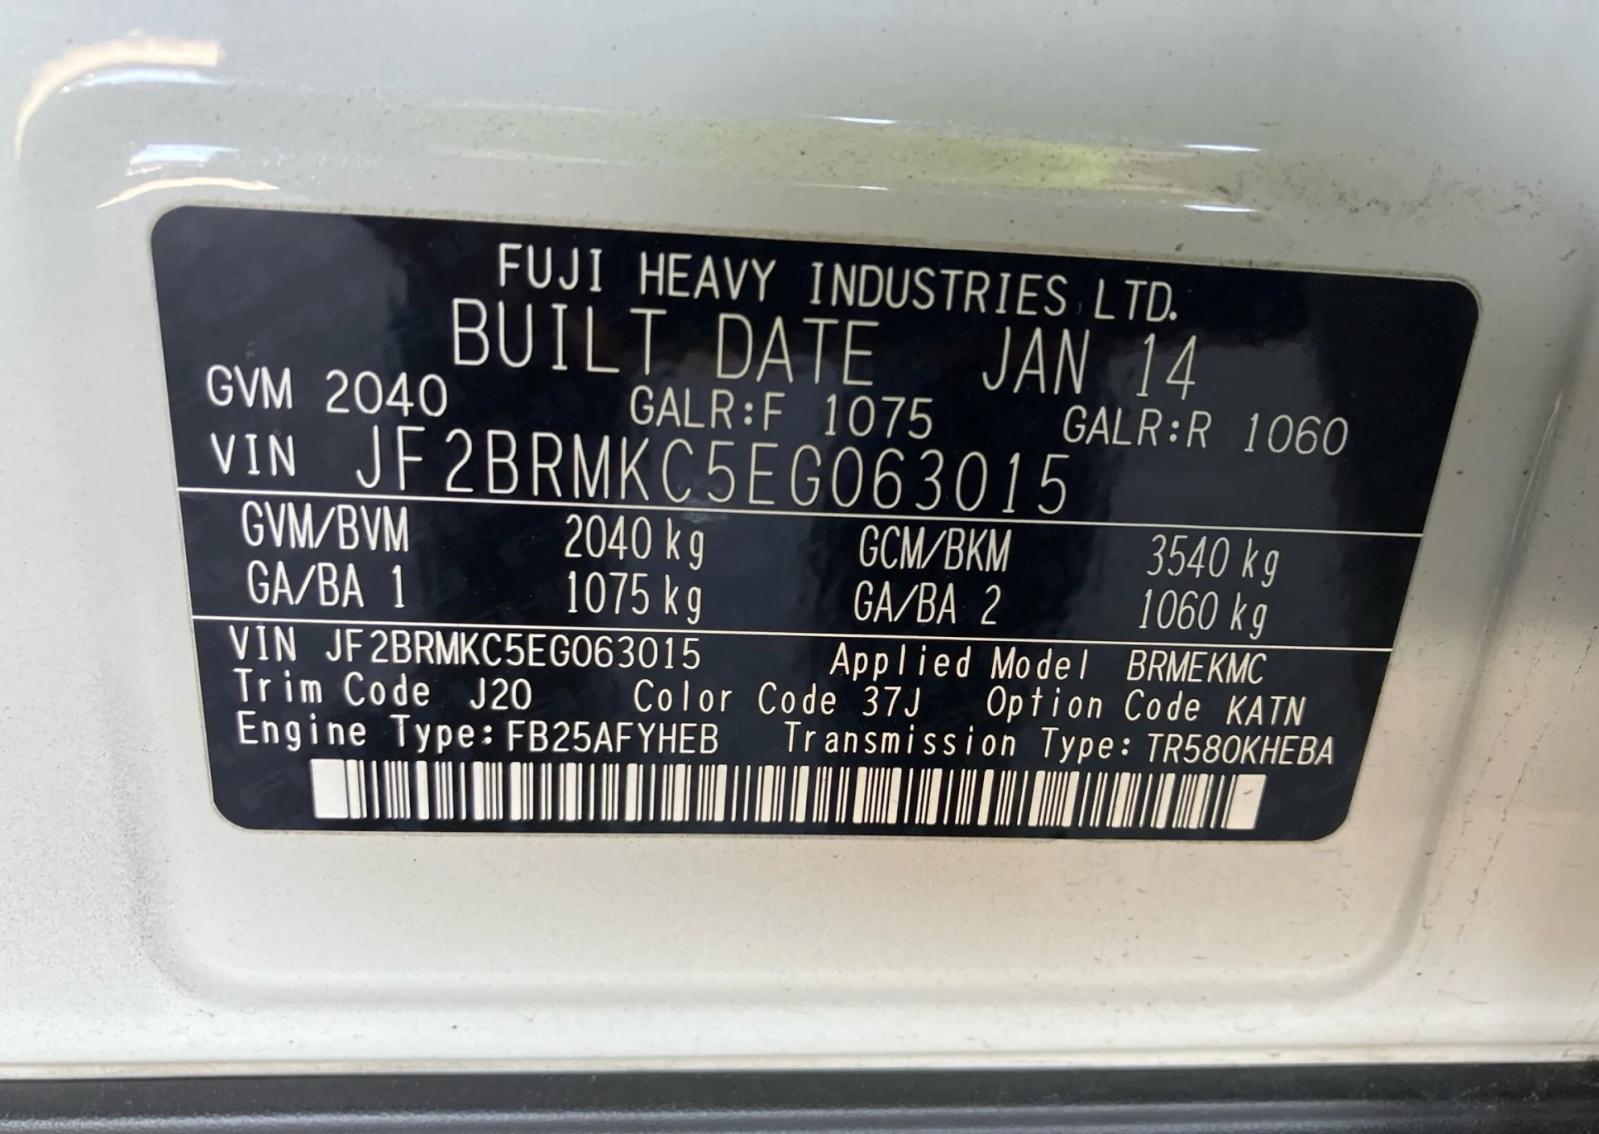 FUJI HEAVY INDUSTRIES LTD.
BUILT DATE JAN 14
GVM 2040 GALR:F 1075 GALR:R 1060
VIN JF2BRMKC5EG063015
GVM/BVM 2040 kg GCM/BKM 3540 kg
GA/BA 1 1075 kg GA/BA 2 1060 kg
VIN JF2BRMKC5EG063015 Applied Model BRMEKMC
Trim Code J20 Color Code 37J Option Code KATN
Engine Type: FB25AFYHEB Transmission Type: TR580KHEBA